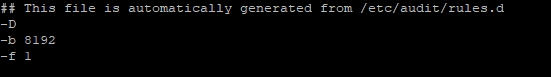 ## This file is automatically generated from /etc/audit/rules.d
-D
-b 8192
-f 1